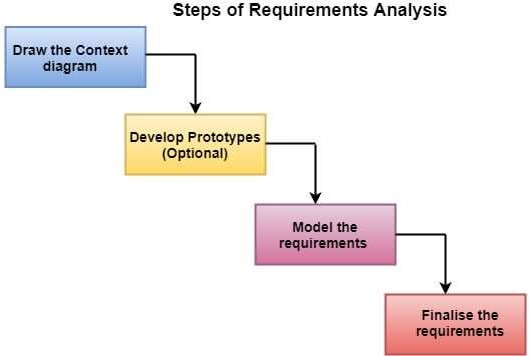 Steps of Requirements Analysis
Draw the Context
diagram
Develop Prototypes
(Optional)
Model the
requirements
Finalise the
requirements